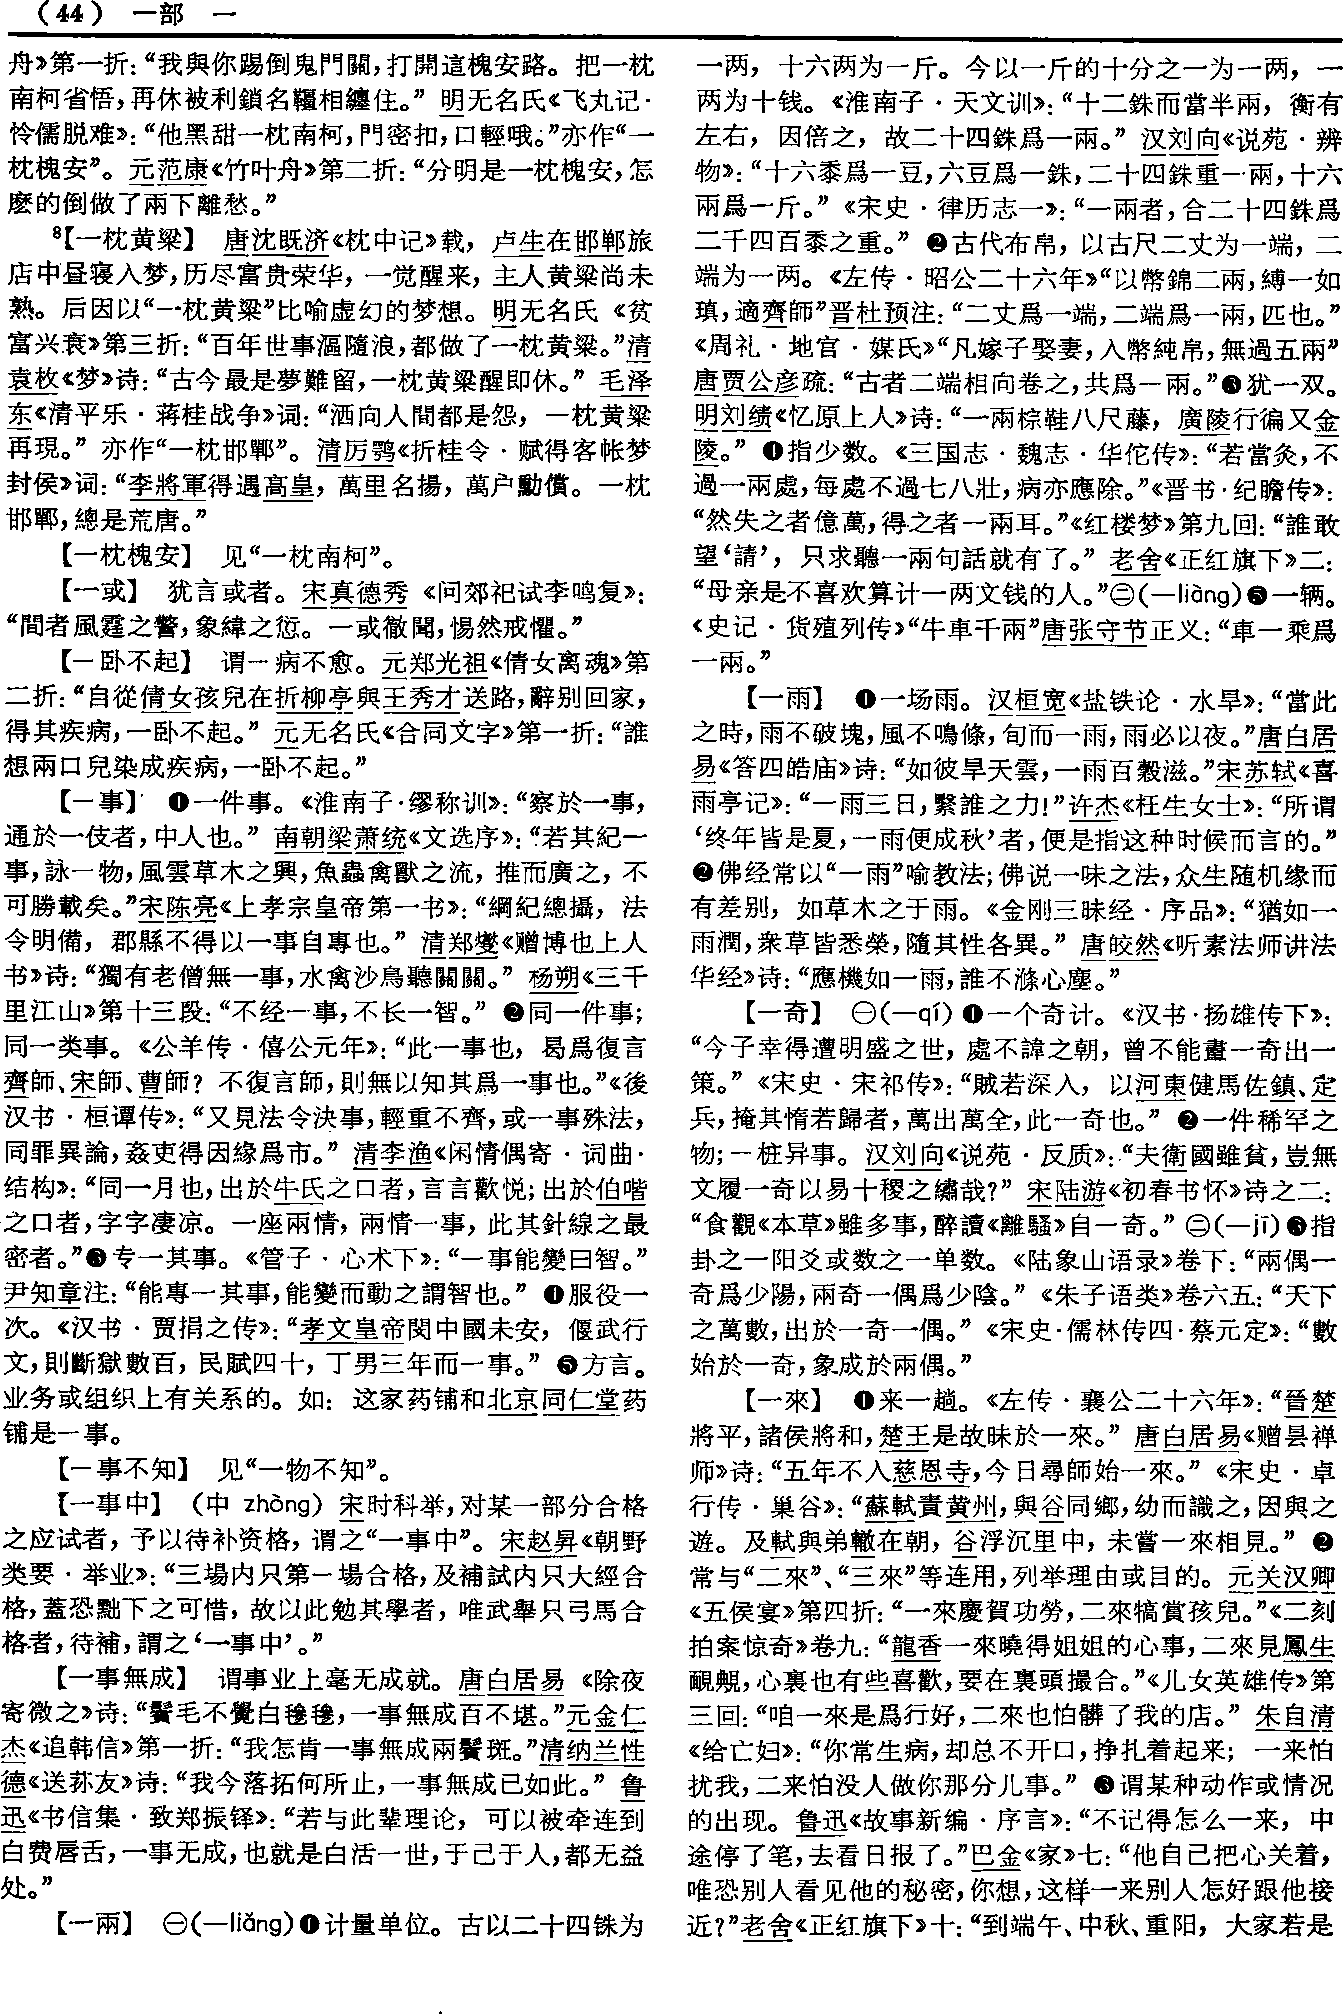 （44） 一部 一
舟》第一折：“我與你踢倒鬼門關，打開這槐安路。把一枕
南柯省悟，再休被利鎖名韁相纏住。”明无名氏《飞丸记·
怜儒脱难》：“他黑甜一枕南柯，門密扣，口輕哦。”亦作“一
枕槐安”。元范康《竹叶舟》第二折：“分明是一枕槐安，怎
麽的倒做了兩下離愁。”
8【一枕黄粱】 唐沈既济《枕中记》载，卢生在邯郸旅
店中昼寝入梦，历尽富贵荣华，一觉醒来，主人黄粱尚未
熟。后因以“一枕黄粱”比喻虚幻的梦想。明无名氏《贫
富兴衰》第三折：“百年世事漚隨浪，都做了一枕黄粱。”清
袁枚《梦》诗：“古今最是夢難留，一枕黄粱醒即休。”毛泽
东《清平乐·蒋桂战争》词：“洒向人間都是怨，一枕黄粱
再現。”亦作“一枕邯鄲”。清厉鹗《折桂令·赋得客帐梦
封侯》词：“李將軍得遇高皇，萬里名揚，萬户勳償。一枕
邯鄲，總是荒唐。”
【一枕槐安】 见“一枕南柯”。
【一或】 犹言或者。宋真德秀《问郊祀试李鸣复》：
“間者風霆之警，象緯之愆。一或徹聞，惕然戒懼。”
【一卧不起】 谓一病不愈。元郑光祖《倩女离魂》第
二折：“自從倩女孩兒在折柳亭與王秀才送路，辭别回家，
得其疾病，一卧不起。”元无名氏《合同文字》第一折：“誰
想兩口兒染成疾病，一卧不起。”
【一事】 ❶一件事。《淮南子·缪称训》：“察於一事，
通於一伎者，中人也。”南朝梁萧统《文选序》：“若其紀一
事，詠一物，風雲草木之興，魚蟲禽獸之流，推而廣之，不
可勝載矣。”宋陈亮《上孝宗皇帝第一书》：“綱紀總攝，法
令明備，郡縣不得以一事自專也。”清郑燮《赠博也上人
书》诗：“獨有老僧無一事，水禽沙鳥聽關關。”杨朔《三千
里江山》第十三段：“不经一事，不长一智。”❷同一件事；
同一类事。《公羊传·僖公元年》：“此一事也，曷爲復言
齊師、宋師、曹師？不復言師，則無以知其爲一事也。”《後
汉书·桓谭传》：“又見法令決事，輕重不齊，或一事殊法，
同罪異論，姦吏得因緣爲市。”清李渔《闲情偶寄·词曲·
结构》：“同一月也，出於牛氏之口者，言言歡悦；出於伯喈
之口者，字字凄凉。一座兩情，兩情一事，此其針線之最
密者。”❸专一其事。《管子·心术下》：“一事能變曰智。”
尹知章注：“能專一其事，能變而動之謂智也。”❹服役一
次。《汉书·贾捐之传》：“孝文皇帝閔中國未安，偃武行
文，則斷獄數百，民賦四十，丁男三年而一事。”❺方言。
业务或组织上有关系的。如：这家药铺和北京同仁堂药
铺是一事。
【一事不知】 见“一物不知”。
【一事中】（中 zhòng）宋时科举，对某一部分合格
之应试者，予以待补资格，谓之“一事中”。宋赵昇《朝野
类要·举业》：“三場内只第一場合格，及補試内只大經合
格，蓋恐黜下之可惜，故以此勉其學者，唯武舉只弓馬合
格者，待補，謂之‘一事中’。”
【一事無成】 谓事业上毫无成就。唐白居易《除夜
寄微之》诗：“鬢毛不覺白毿毿，一事無成百不堪。”元金仁
杰《追韩信》第一折：“我怎肯一事無成兩鬢斑。”清纳兰性
德《送荪友》诗：“我今落拓何所止，一事無成已如此。”鲁
迅《书信集·致郑振铎》：“若与此辈理论，可以被牵连到
白费唇舌，一事无成，也就是白活一世，于己于人，都无益
处。”
【一兩】 ㊀（—liǎng）❶计量单位。古以二十四铢为
一两，十六两为一斤。今以一斤的十分之一为一两，一
两为十钱。《淮南子·天文训》：“十二銖而當半兩，衡有
左右，因倍之，故二十四銖爲一兩。”汉刘向《说苑·辨
物》：“十六黍爲一豆，六豆爲一銖，二十四銖重一兩，十六
兩爲一斤。”《宋史·律历志一》：“一兩者，合二十四銖爲
二千四百黍之重。”❷古代布帛，以古尺二丈为一端，二
端为一两。《左传·昭公二十六年》“以幣錦二兩，縛一如
瑱，適齊師”晋杜预注：“二丈爲一端，二端爲一兩，匹也。”
《周礼·地官·媒氏》“凡嫁子娶妻，入幣純帛，無過五兩”
唐贾公彦疏：“古者二端相向卷之，共爲一兩。”❸犹一双。
明刘绩《忆原上人》诗：“一兩棕鞋八尺藤，廣陵行徧又金
陵。”❹指少数。《三国志·魏志·华佗传》：“若當灸，不
過一兩處，每處不過七八壯，病亦應除。”《晋书·纪瞻传》：
“然失之者億萬，得之者一兩耳。”《红楼梦》第九回：“誰敢
望‘請’，只求聽一兩句話就有了。”老舍《正红旗下》二：
“母亲是不喜欢算计一两文钱的人。”㊁（—liàng）❺一辆。
《史记·货殖列传》“牛車千兩”唐张守节正义：“車一乘爲
一兩。”
【一雨】 ❶一场雨。汉桓宽《盐铁论·水旱》：“當此
之時，雨不破塊，風不鳴條，旬而一雨，雨必以夜。”唐白居
易《答四皓庙》诗：“如彼旱天雲，一雨百穀滋。”宋苏轼《喜
雨亭记》：“一雨三日，繄誰之力！”许杰《枉生女士》：“所谓
‘终年皆是夏，一雨便成秋’者，便是指这种时候而言的。”
❷佛经常以“一雨”喻教法；佛说一味之法，众生随机缘而
有差别，如草木之于雨。《金刚三昧经·序品》：“猶如一
雨潤，衆草皆悉榮，隨其性各異。”唐皎然《听素法师讲法
华经》诗：“應機如一雨，誰不滌心塵。”
【一奇】 ㊀（—qí）❶一个奇计。《汉书·扬雄传下》：
“今子幸得遭明盛之世，處不諱之朝，曾不能畫一奇出一
策。”《宋史·宋祁传》：“賊若深入，以河東健馬佐鎮、定
兵，掩其惰若歸者，萬出萬全，此一奇也。”❷一件稀罕之
物；一桩异事。汉刘向《说苑·反质》：“夫衛國雖貧，豈無
文履一奇以易十稷之繡哉？”宋陆游《初春书怀》诗之二：
“食觀《本草》雖多事，醉讀《離騷》自一奇。”㊁（—jī）❸指
卦之一阳爻或数之一单数。《陆象山语录》卷下：“兩偶一
奇爲少陽，兩奇一偶爲少陰。”《朱子语类》卷六五：“天下
之萬數，出於一奇一偶。”《宋史·儒林传四·蔡元定》：“數
始於一奇，象成於兩偶。”
【一來】 ❶来一趟。《左传·襄公二十六年》：“晉楚
將平，諸侯將和，楚王是故昧於一來。”唐白居易《赠昙禅
师》诗：“五年不入慈恩寺，今日尋師始一來。”《宋史·卓
行传·巢谷》：“蘇軾責黄州，與谷同鄉，幼而識之，因與之
遊。及軾與弟轍在朝，谷浮沉里中，未嘗一來相見。”❷
常与“二來”、“三來”等连用，列举理由或目的。元关汉卿
《五侯宴》第四折：“一來慶賀功勞，二來犒賞孩兒。”《二刻
拍案惊奇》卷九：“龍香一來曉得姐姐的心事，二來見鳳生
靦覥，心裏也有些喜歡，要在裏頭撮合。”《儿女英雄传》第
三回：“咱一來是爲行好，二來也怕髒了我的店。”朱自清
《给亡妇》：“你常生病，却总不开口，挣扎着起来；一来怕
扰我，二来怕没人做你那分儿事。”❸谓某种动作或情况
的出现。鲁迅《故事新编·序言》：“不记得怎么一来，中
途停了笔，去看日报了。”巴金《家》七：“他自己把心关着，
唯恐别人看见他的秘密，你想，这样一来别人怎好跟他接
近？”老舍《正红旗下》十：“到端午、中秋、重阳，大家若是